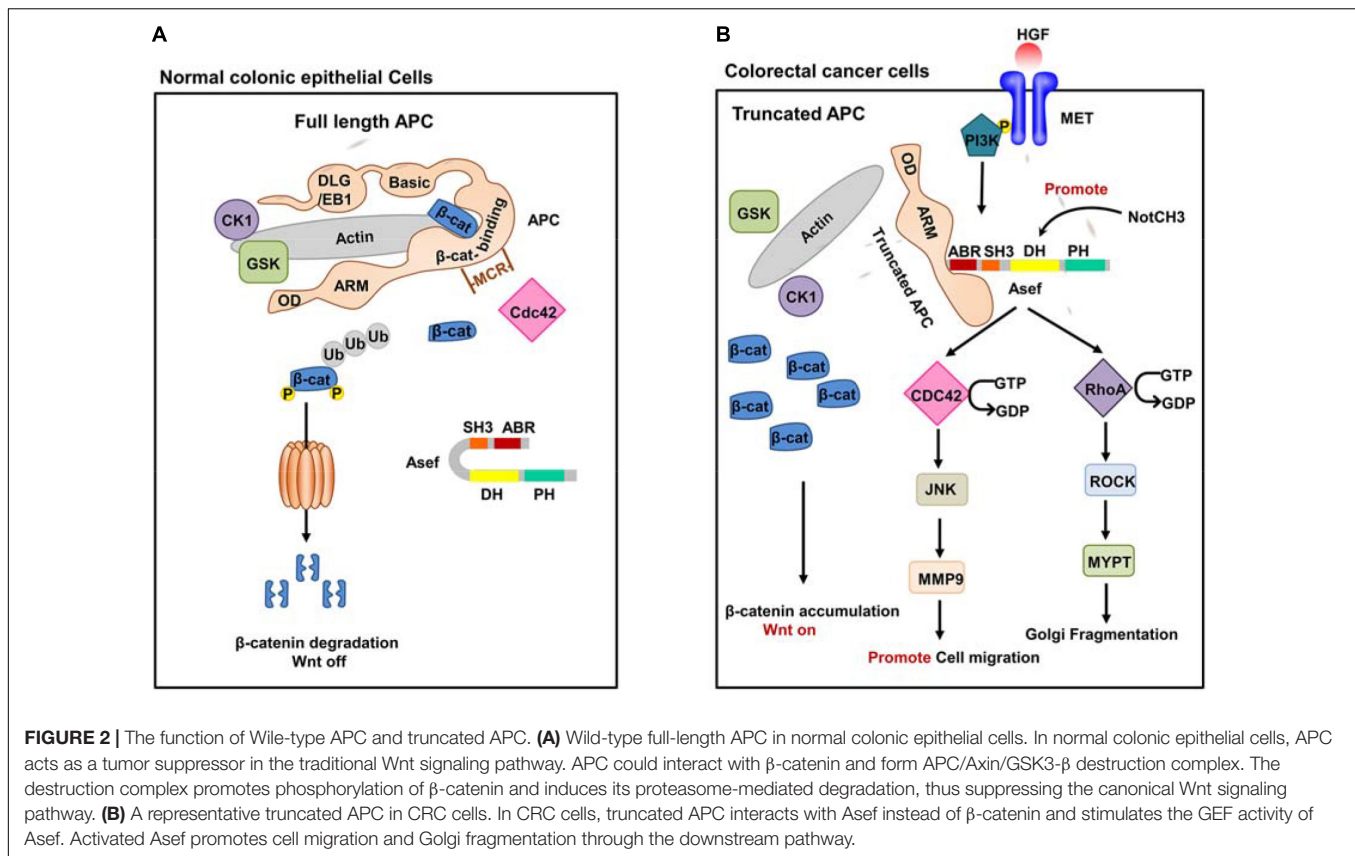 A
Normal colonic epithelial Cells
Full length APC
DLG
/EB1
Basic
CK1
β-cat
APC
Actin
GSK
β-cat-binding
MCR
ARM
OD
Cdc42
β-cat
Ub Ub Ub
β-cat
P P
SH3 ABR
Asef
DH PH
β-catenin degradation
Wnt off
B
HGF
Colorectal cancer cells
Truncated APC
P
MET
PI3K
OD
Promote
GSK
ARM
NotCH3
Actin
Truncated APC
ABR SH3 DH PH
Asef
CK1
β-cat
β-cat
β-cat
β-cat
β-cat
CDC42
GTP
GDP
RhoA
GTP
GDP
JNK
ROCK
MMP9
MYPT
β-catenin accumulation
Wnt on
Golgi Fragmentation
Promote Cell migration
FIGURE 2 | The function of Wile-type APC and truncated APC. (A) Wild-type full-length APC in normal colonic epithelial cells. In normal colonic epithelial cells, APC
acts as a tumor suppressor in the traditional Wnt signaling pathway. APC could interact with β-catenin and form APC/Axin/GSK3-β destruction complex. The
destruction complex promotes phosphorylation of β-catenin and induces its proteasome-mediated degradation, thus suppressing the canonical Wnt signaling
pathway. (B) A representative truncated APC in CRC cells. In CRC cells, truncated APC interacts with Asef instead of β-catenin and stimulates the GEF activity of
Asef. Activated Asef promotes cell migration and Golgi fragmentation through the downstream pathway.